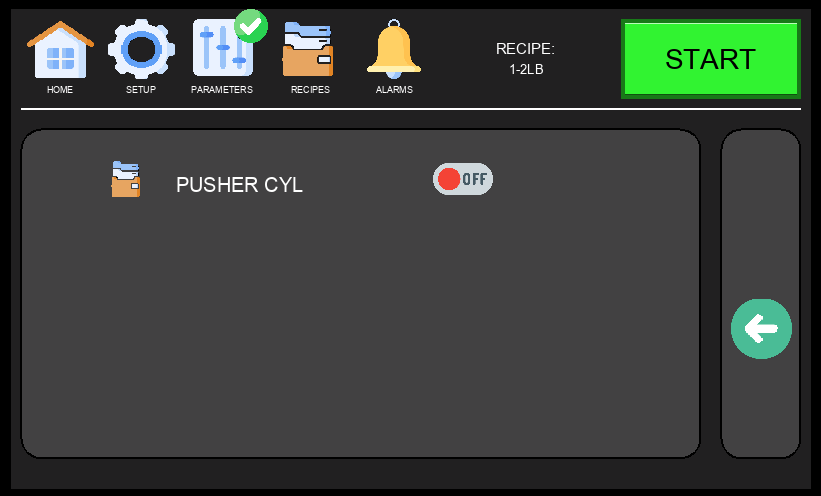 HOME
SETUP
PARAMETERS
RECIPES
ALARMS
RECIPE:
1-2LB
START
PUSHER CYL
OFF